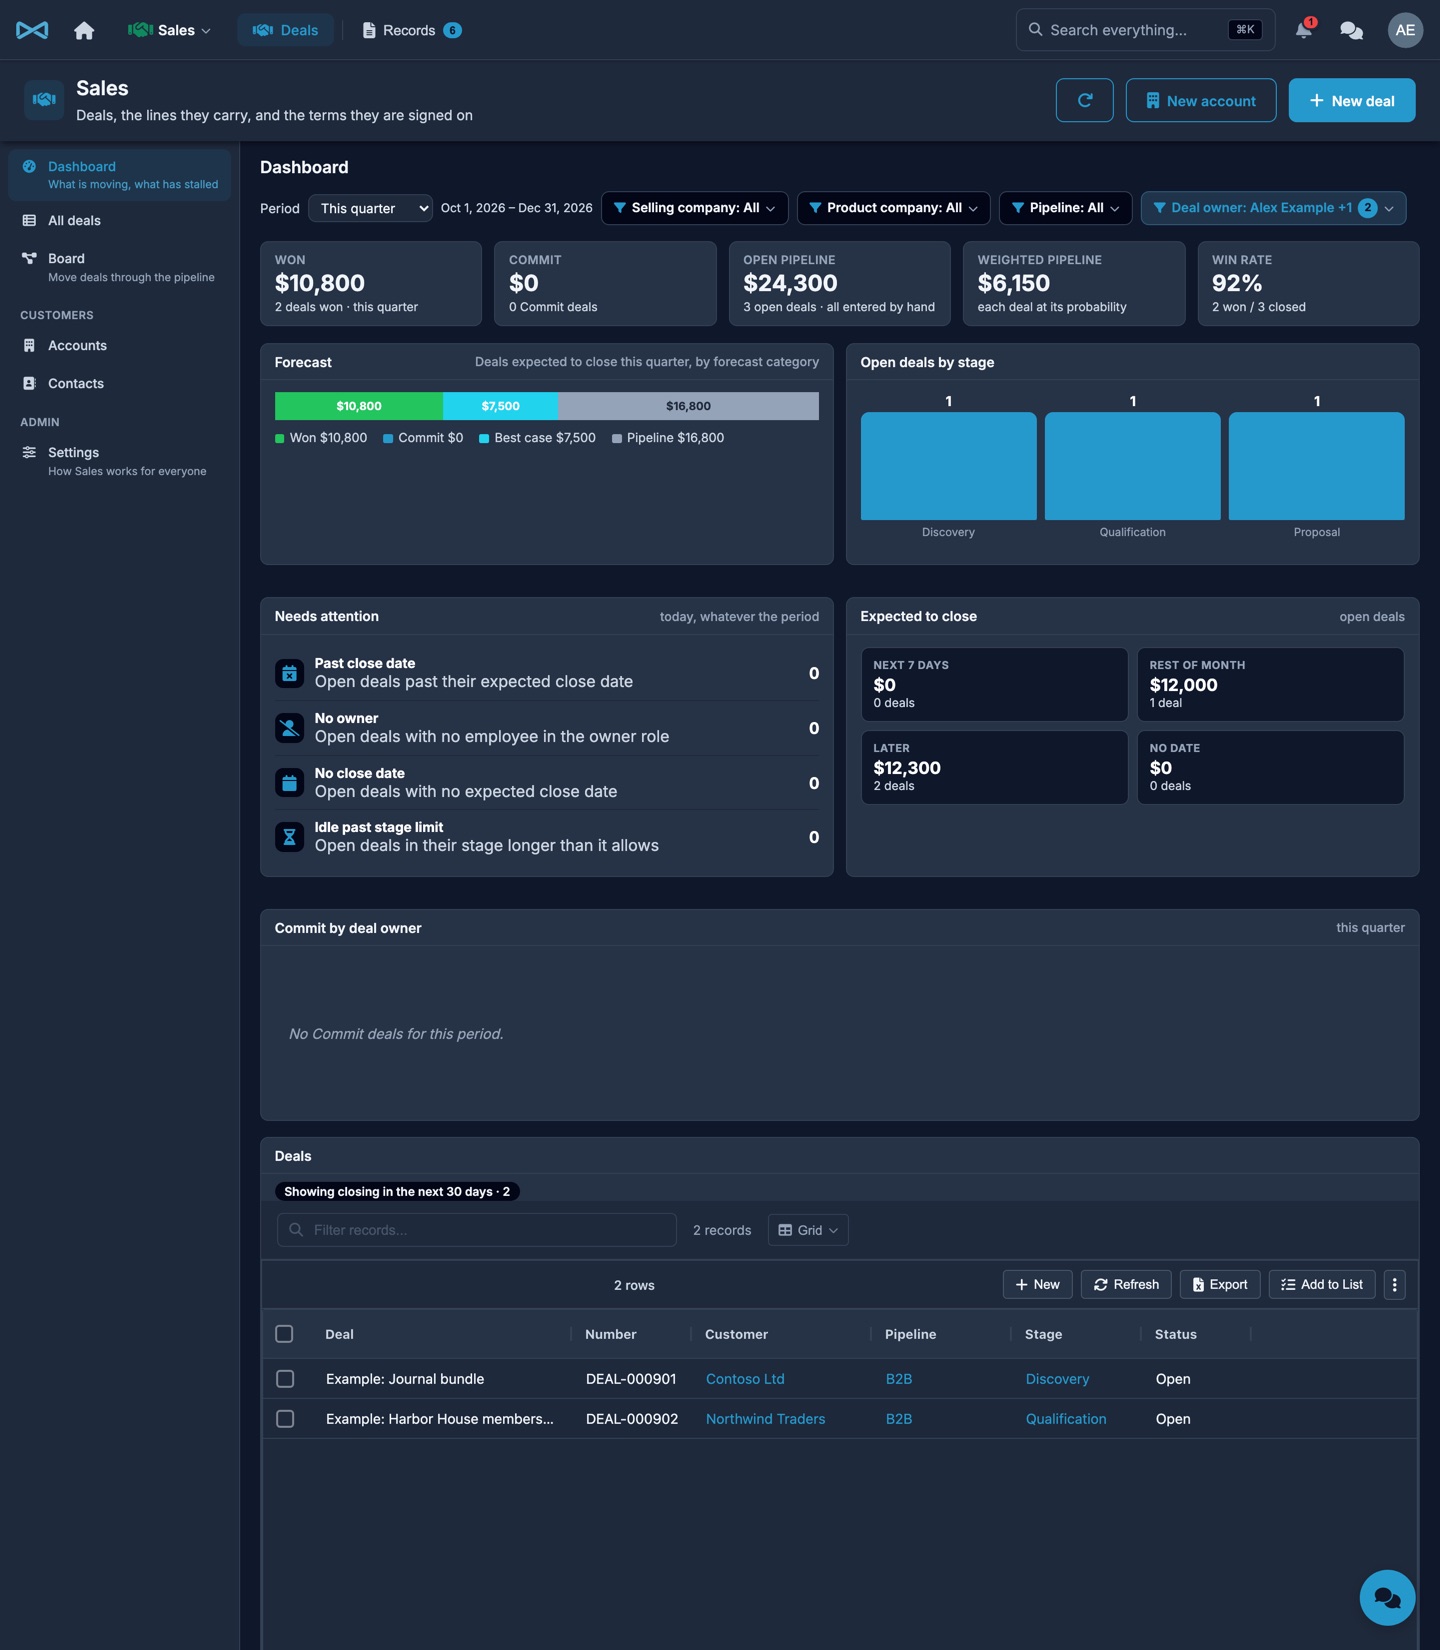 Sales
Deals
Records 6
Search everything... ⌘K
1
AE
Sales
Deals, the lines they carry, and the terms they are signed on
New account
New deal
Dashboard
What is moving, what has stalled
All deals
Board
Move deals through the pipeline
CUSTOMERS
Accounts
Contacts
ADMIN
Settings
How Sales works for everyone
Dashboard
Period This quarter Oct 1, 2026 – Dec 31, 2026 Selling company: All Product company: All Pipeline: All Deal owner: Alex Example +1 2
WON
$10,800
2 deals won · this quarter
COMMIT
$0
0 Commit deals
OPEN PIPELINE
$24,300
3 open deals · all entered by hand
WEIGHTED PIPELINE
$6,150
each deal at its probability
WIN RATE
92%
2 won / 3 closed
Forecast Deals expected to close this quarter, by forecast category
$10,800 $7,500 $16,800
Won $10,800 Commit $0 Best case $7,500 Pipeline $16,800
Open deals by stage
1 1 1
Discovery Qualification Proposal
Needs attention today, whatever the period
Past close date
Open deals past their expected close date 0
No owner
Open deals with no employee in the owner role 0
No close date
Open deals with no expected close date 0
Idle past stage limit
Open deals in their stage longer than it allows 0
Expected to close open deals
NEXT 7 DAYS
$0
0 deals
REST OF MONTH
$12,000
1 deal
LATER
$12,300
2 deals
NO DATE
$0
0 deals
Commit by deal owner this quarter
No Commit deals for this period.
Deals
Showing closing in the next 30 days · 2
Filter records... 2 records Grid
2 rows New Refresh Export Add to List
Deal Number Customer Pipeline Stage Status
Example: Journal bundle DEAL-000901 Contoso Ltd B2B Discovery Open
Example: Harbor House members... DEAL-000902 Northwind Traders B2B Qualification Open